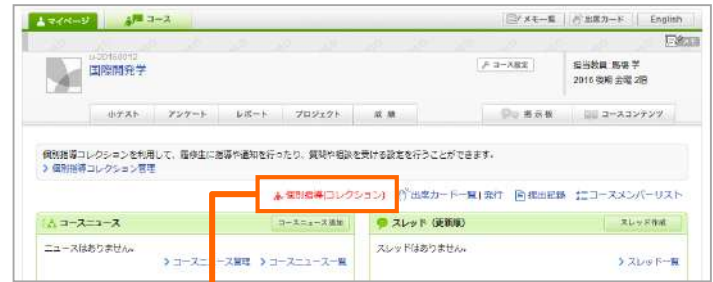 マイページ コース メモ一覧 出席カード English
メモ
u-20160012
国際開発学 コース設定 担当教員 馬場 学
2016 後期 金曜 2限
小テスト アンケート レポート プロジェクト 成績 掲示板 コースコンテンツ
個別指導コレクションを利用して、履修生に指導や通知を行ったり、質問や相談を受ける設定を行うことができます。
個別指導コレクション管理
個別指導(コレクション) 出席カード一覧 | 発行 提出記録 コースメンバーリスト
コースニュース コースニュース追加 スレッド (更新順) スレッド作成
ニュースはありません。 スレッドがありません。
コースニュース管理 コースニュース一覧 スレッド一覧